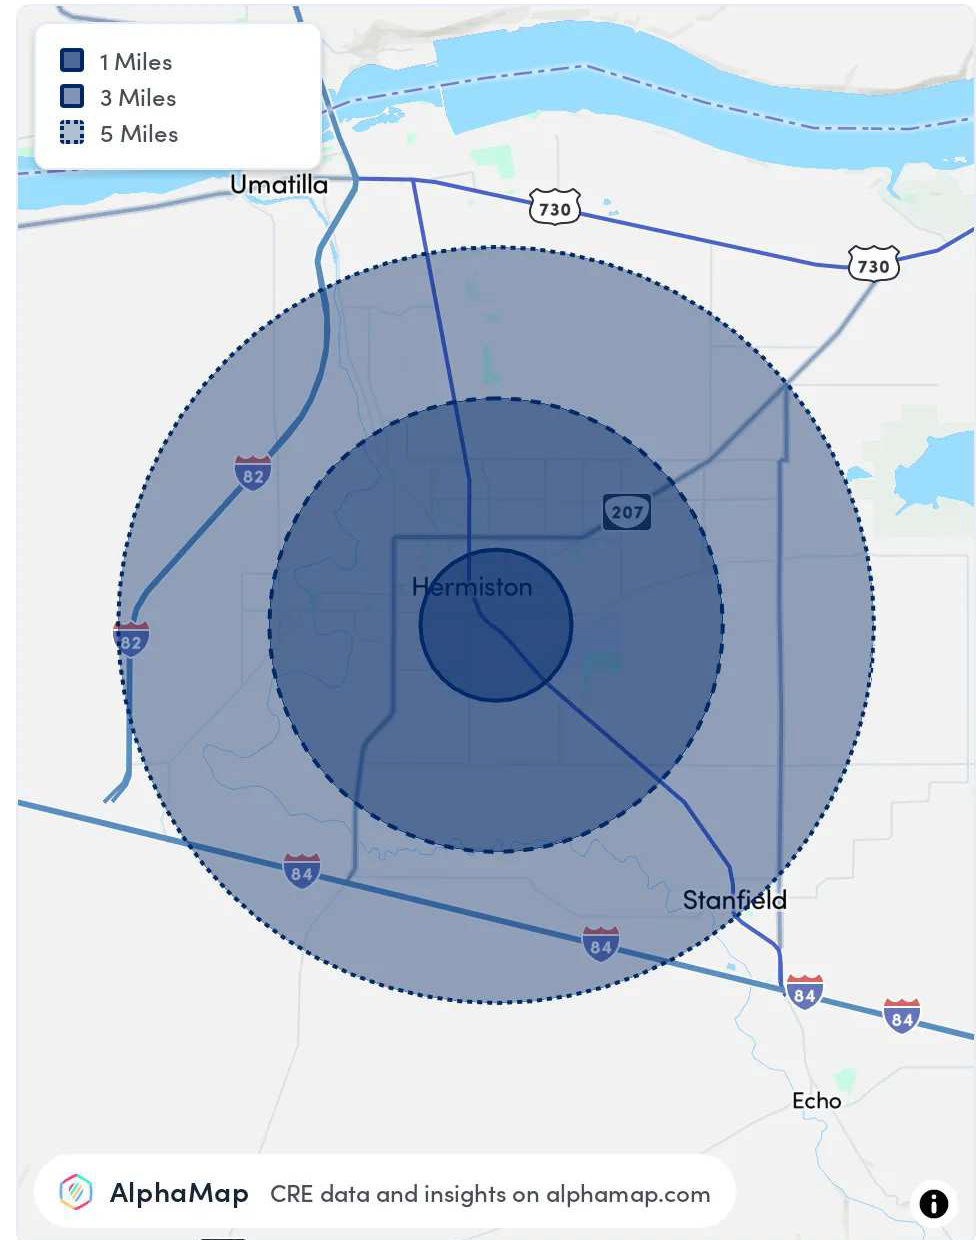 1 Miles
3 Miles
5 Miles
Umatilla
730
730
82
207
Hermiston
82
84
Stanfield
84
84
84
Echo
AlphaMap CRE data and insights on alphamap.com